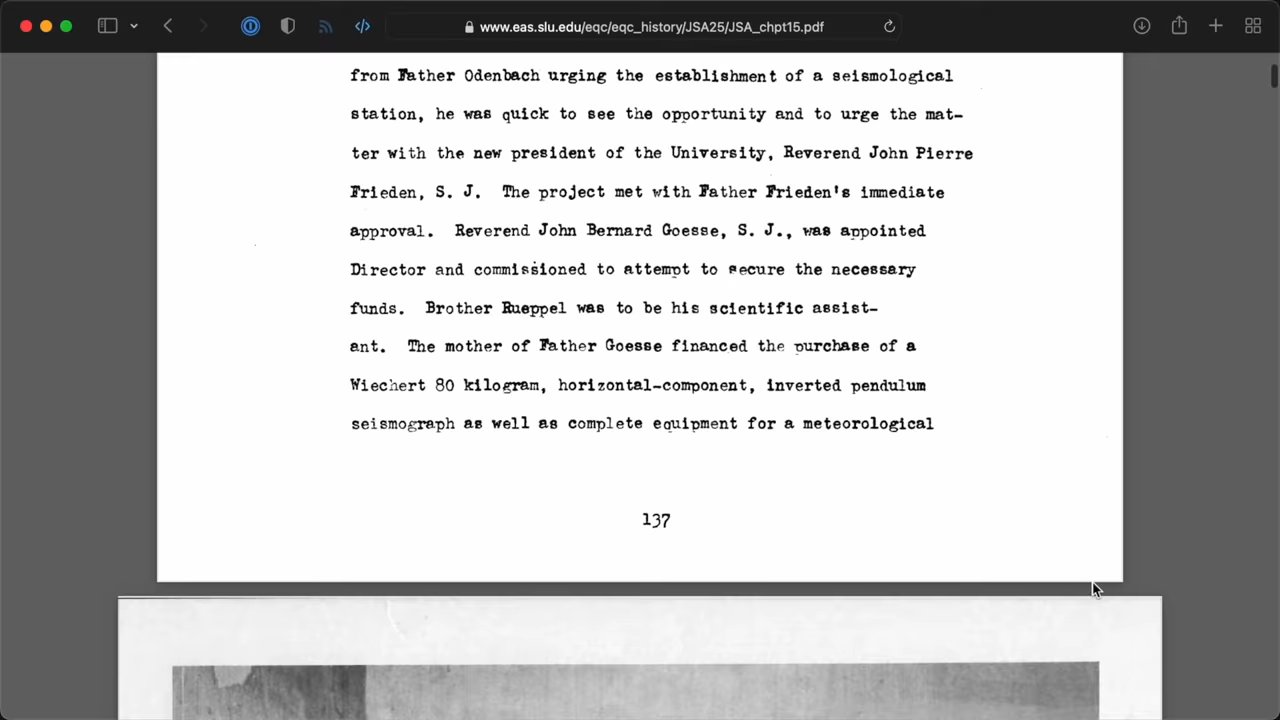 www.eas.slu.edu/eqc/eqc_history/JSA25/JSA_chpt15.pdf
from Father Odenbach urging the establishment of a seismological
station, he was quick to see the opportunity and to urge the mat-
ter with the new president of the University, Reverend John Pierre
Frieden, S. J. The project met with Father Frieden's immediate
approval. Reverend John Bernard Goesse, S. J., was appointed
Director and commissioned to attempt to secure the necessary
funds. Brother Rueppel was to be his scientific assist-
ant. The mother of Father Goesse financed the purchase of a
Wiechert 80 kilogram, horizontal-component, inverted pendulum
seismograph as well as complete equipment for a meteorological
137